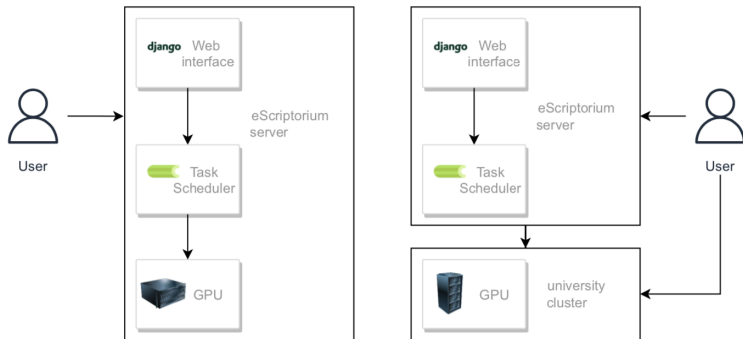 django Web
interface
eScriptorium
server
User
Task
Scheduler
GPU
django Web
interface
eScriptorium
server
User
Task
Scheduler
GPU
university
cluster